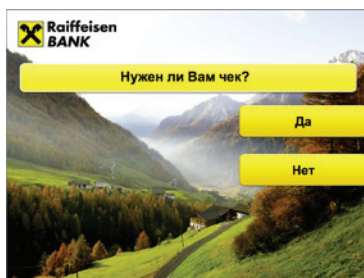 Raiffeisen
BANK
Нужен ли Вам чек?
Да
Нет